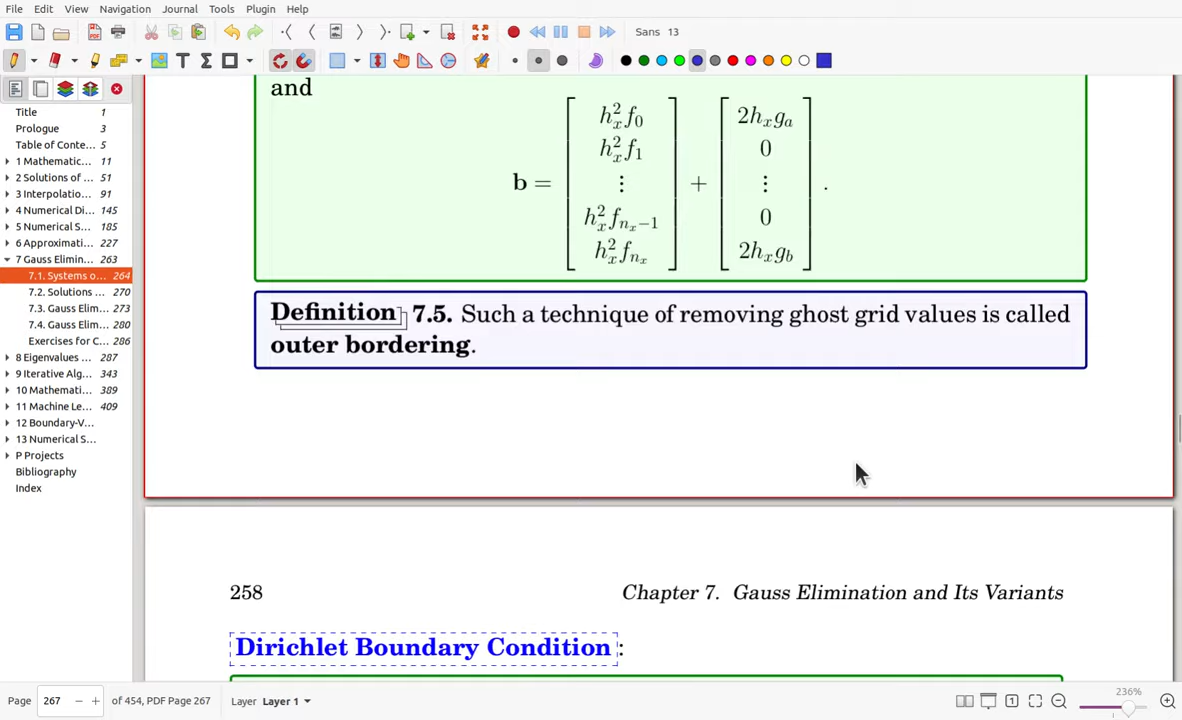 File Edit View Navigation Journal Tools Plugin Help
Sans 13
Title 1
Prologue 3
Table of Conte... 5
1 Mathematic... 11
2 Solutions of ... 51
3 Interpolatio... 91
4 Numerical Di... 145
5 Numerical S... 185
6 Approximati... 227
7 Gauss Elimin... 263
7.1. Systems o... 264
7.2. Solutions ... 270
7.3. Gauss Elim... 273
7.4. Gauss Elim... 280
Exercises for C... 286
8 Eigenvalues ... 287
9 Iterative Alg... 343
10 Mathemati... 389
11 Machine Le... 409
12 Boundary-V...
13 Numerical S...
P Projects
Bibliography
Index
and
h_x^2 f_0 2h_x g_a
h_x^2 f_1 0
b = ⋮ + ⋮ .
h_x^2 f_{n_x-1} 0
h_x^2 f_{n_x} 2h_x g_b
Definition 7.5. Such a technique of removing ghost grid values is called
outer bordering.
258 Chapter 7. Gauss Elimination and Its Variants
Dirichlet Boundary Condition:
Page 267 − + of 454, PDF Page 267 Layer Layer 1 236%